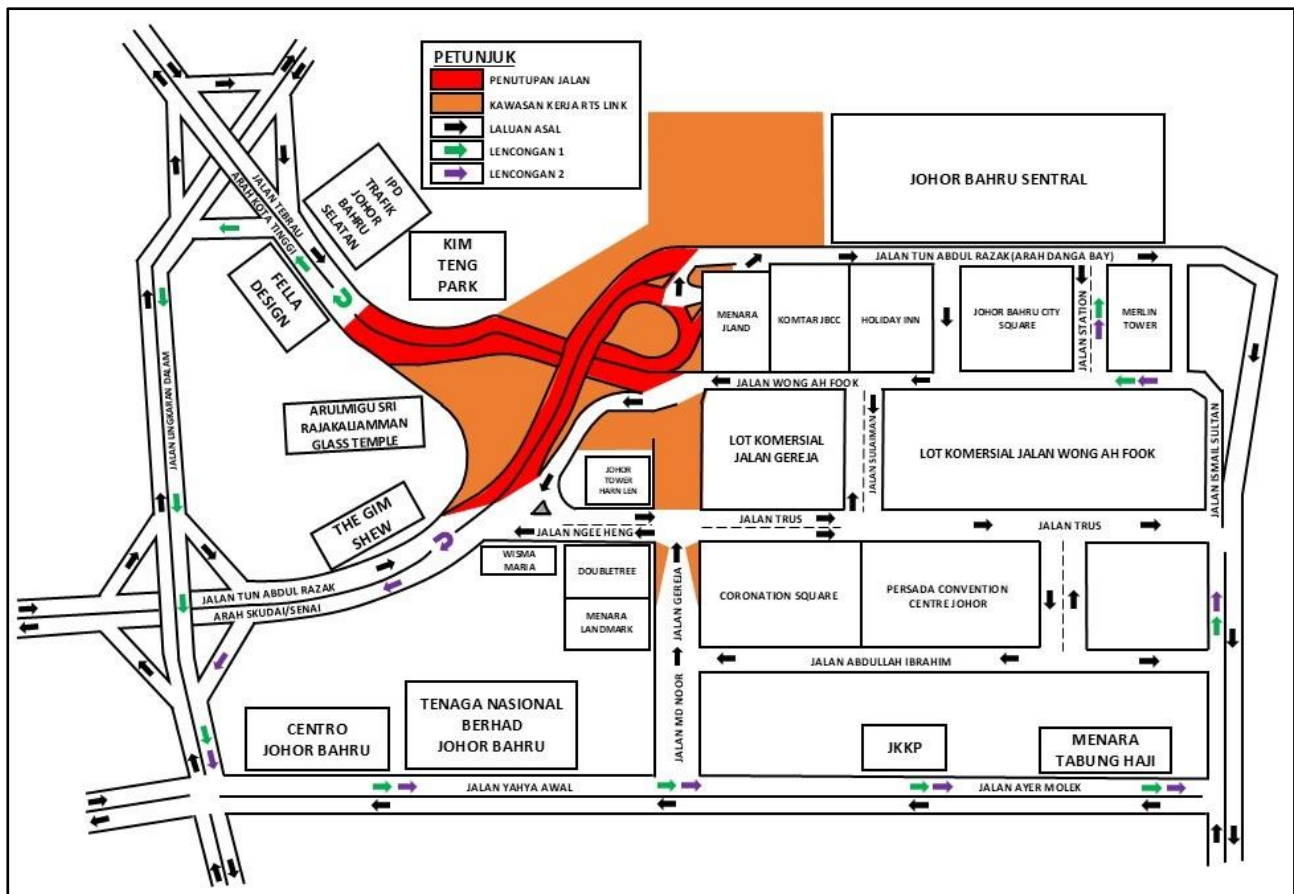 PETUNJUK
PENUTUPAN JALAN
KAWASAN KERJA RTS LINK
LALUAN ASAL
LENCONGAN 1
LENCONGAN 2
JALAN TEBRAU
ARAH KOTA TINGGI
IPD
TRAFIK
JOHOR
BAHRU
SELATAN
KIM
TENG
PARK
FELLA
DESIGN
JOHOR BAHRU SENTRAL
JALAN TUN ABDUL RAZAK(ARAH DANGA BAY)
MENARA
JLAND
KOMTAR JBCC
HOLIDAY INN
JOHOR BAHRU CITY
SQUARE
JALAN STATION
MERLIN
TOWER
JALAN WONG AH FOOK
JALAN LINGKARAN DALAM
ARULMIGU SRI
RAJAKALIAMMAN
GLASS TEMPLE
LOT KOMERSIAL
JALAN GEREJA
JALAN SULAIMAN
LOT KOMERSIAL JALAN WONG AH FOOK
JALAN ISMAIL SULTAN
JOHOR
TOWER
HARN LEN
THE GIM
SHEW
JALAN NGEE HENG
JALAN TRUS
JALAN TRUS
WISMA
MARIA
DOUBLETREE
MENARA
LANDMARK
JALAN GEREJA
CORONATION SQUARE
PERSADA CONVENTION
CENTRE JOHOR
JALAN TUN ABDUL RAZAK
ARAH SKUDAI/SENAI
JALAN ABDULLAH IBRAHIM
JALAN MD NOOR
CENTRO
JOHOR BAHRU
TENAGA NASIONAL
BERHAD
JOHOR BAHRU
JKKP
MENARA
TABUNG HAJI
JALAN YAHYA AWAL
JALAN AYER MOLEK